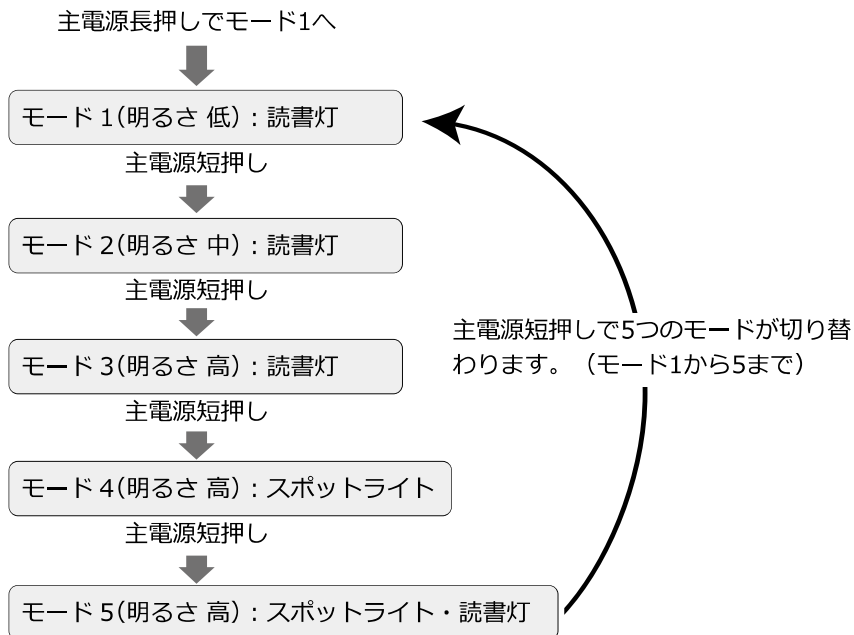 主電源長押しでモード1へ
モード1(明るさ 低)：読書灯
主電源短押し
モード2(明るさ 中)：読書灯
主電源短押し
モード3(明るさ 高)：読書灯
主電源短押し
モード4(明るさ 高)：スポットライト
主電源短押し
モード5(明るさ 高)：スポットライト・読書灯
主電源短押しで5つのモードが切り替
わります。（モード1から5まで）